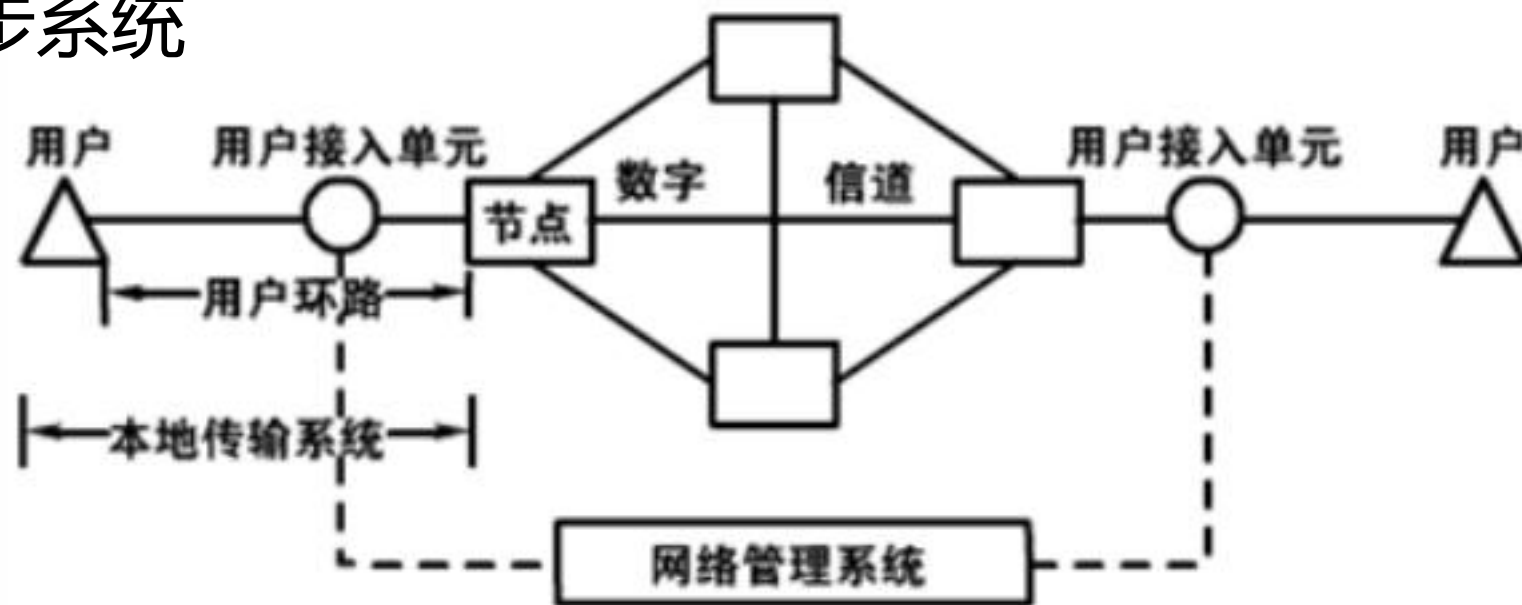 步系统
用户
用户接入单元
用户接入单元
用户
数字
信道
节点
用户环路
本地传输系统
网络管理系统